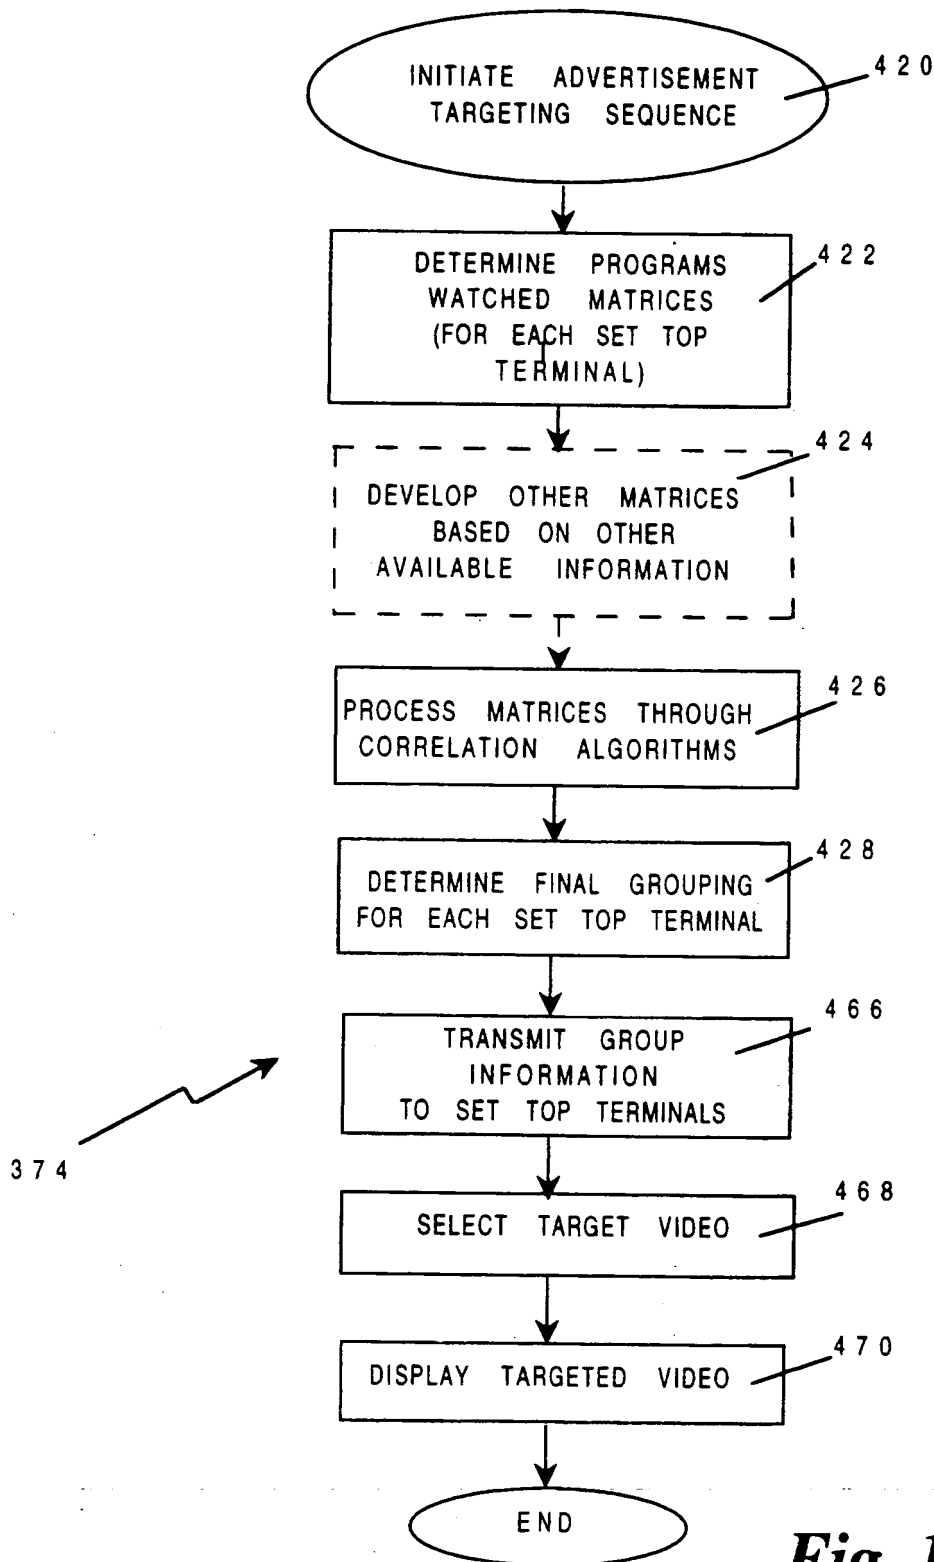 INITIATE ADVERTISEMENT
TARGETING SEQUENCE
420
DETERMINE PROGRAMS
WATCHED MATRICES
(FOR EACH SET TOP
TERMINAL)
422
DEVELOP OTHER MATRICES
BASED ON OTHER
AVAILABLE INFORMATION
424
PROCESS MATRICES THROUGH
CORRELATION ALGORITHMS
426
DETERMINE FINAL GROUPING
FOR EACH SET TOP TERMINAL
428
TRANSMIT GROUP
INFORMATION
TO SET TOP TERMINALS
466
374
SELECT TARGET VIDEO
468
DISPLAY TARGETED VIDEO
470
END
Fig.